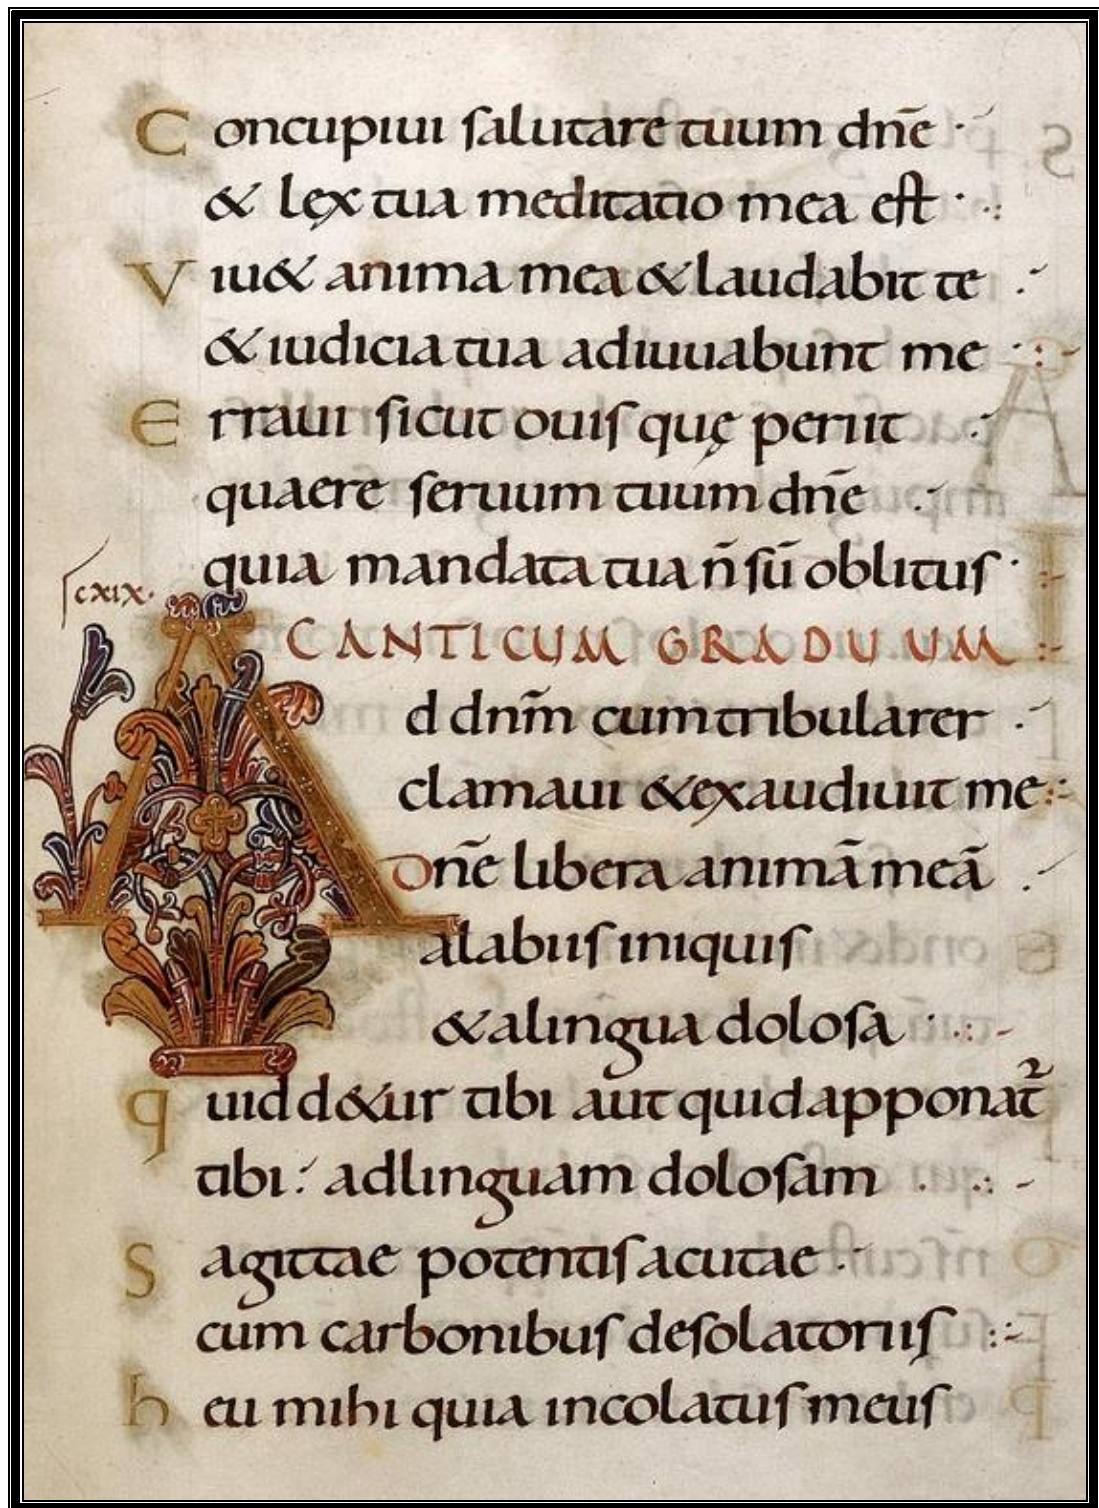 Concupiui salutare tuum dn̄e
& lex tua meditatio mea est
Viu& anima mea & laudabit te
& iudicia tua adiuuabunt me
Erraui sicut ouis quę periit
quaere seruum tuum dn̄e
quia mandata tua n̄ sū oblitus
cxix.
CANTICUM GRADUUM
Ad dnm̄ cum tribularer
clamaui & exaudiuit me
Dn̄e libera animā meā
a labiis iniquis
& a lingua dolosa
quid d&ur tibi aut quid apponat̄
tibi ad linguam dolosam
Sagittae potentis acutae
cum carbonibus desolatoriis
heu mihi quia incolatus meus